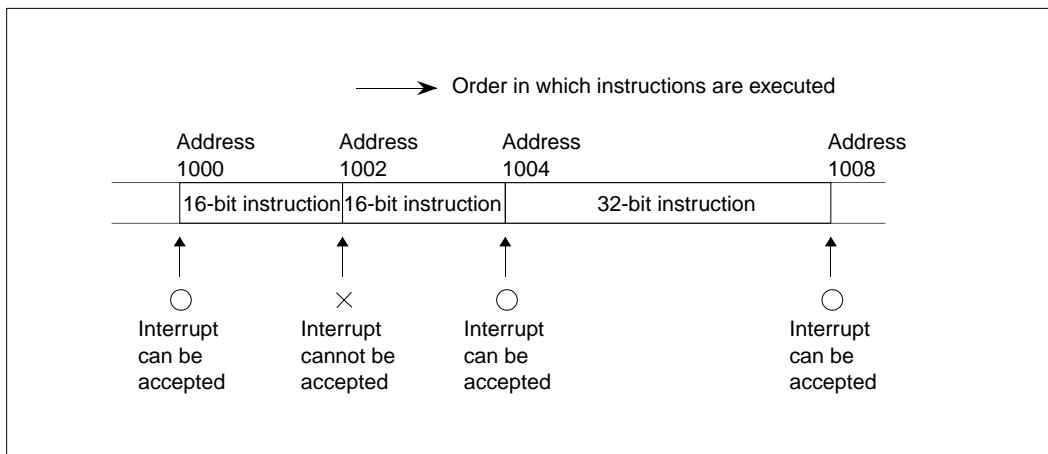 Order in which instructions are executed
Address
1000
Address
1002
Address
1004
Address
1008
16-bit instruction
16-bit instruction
32-bit instruction
Interrupt
can be
accepted
Interrupt
cannot be
accepted
Interrupt
can be
accepted
Interrupt
can be
accepted